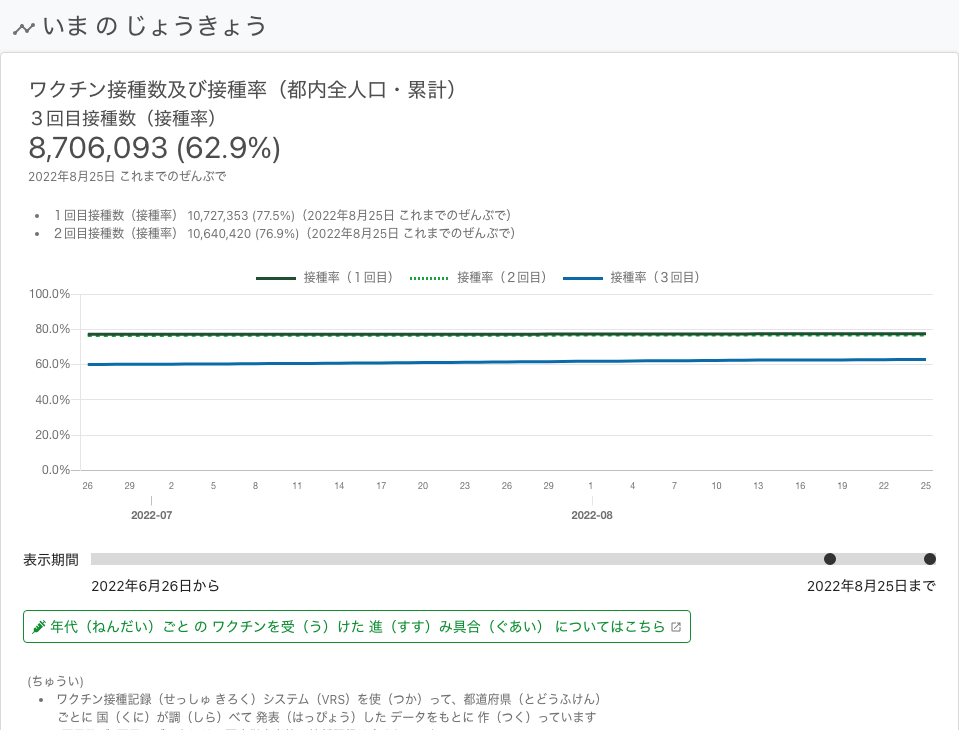 いま の じょうきょう
ワクチン接種数及び接種率（都内全人口・累計）
３回目接種数（接種率）
8,706,093 (62.9%)
2022年8月25日 これまでのぜんぶで
• １回目接種数（接種率） 10,727,353 (77.5%)（2022年8月25日 これまでのぜんぶで）
• ２回目接種数（接種率） 10,640,420 (76.9%)（2022年8月25日 これまでのぜんぶで）
接種率（１回目） 接種率（２回目） 接種率（３回目）
100.0%
80.0%
60.0%
40.0%
20.0%
0.0%
26 29 2 5 8 11 14 17 20 23 26 29 1 4 7 10 13 16 19 22 25
2022-07 2022-08
表示期間
2022年6月26日から 2022年8月25日まで
年代（ねんだい）ごと の ワクチンを受（う）けた 進（すす）み具合（ぐあい） についてはこちら
(ちゅうい)
• ワクチン接種記録（せっしゅ きろく）システム（VRS）を使（つか）って、都道府県（とどうふけん）
ごとに 国（くに）が調（しら）べて 発表（はっぴょう）した データをもとに 作（つく）っています